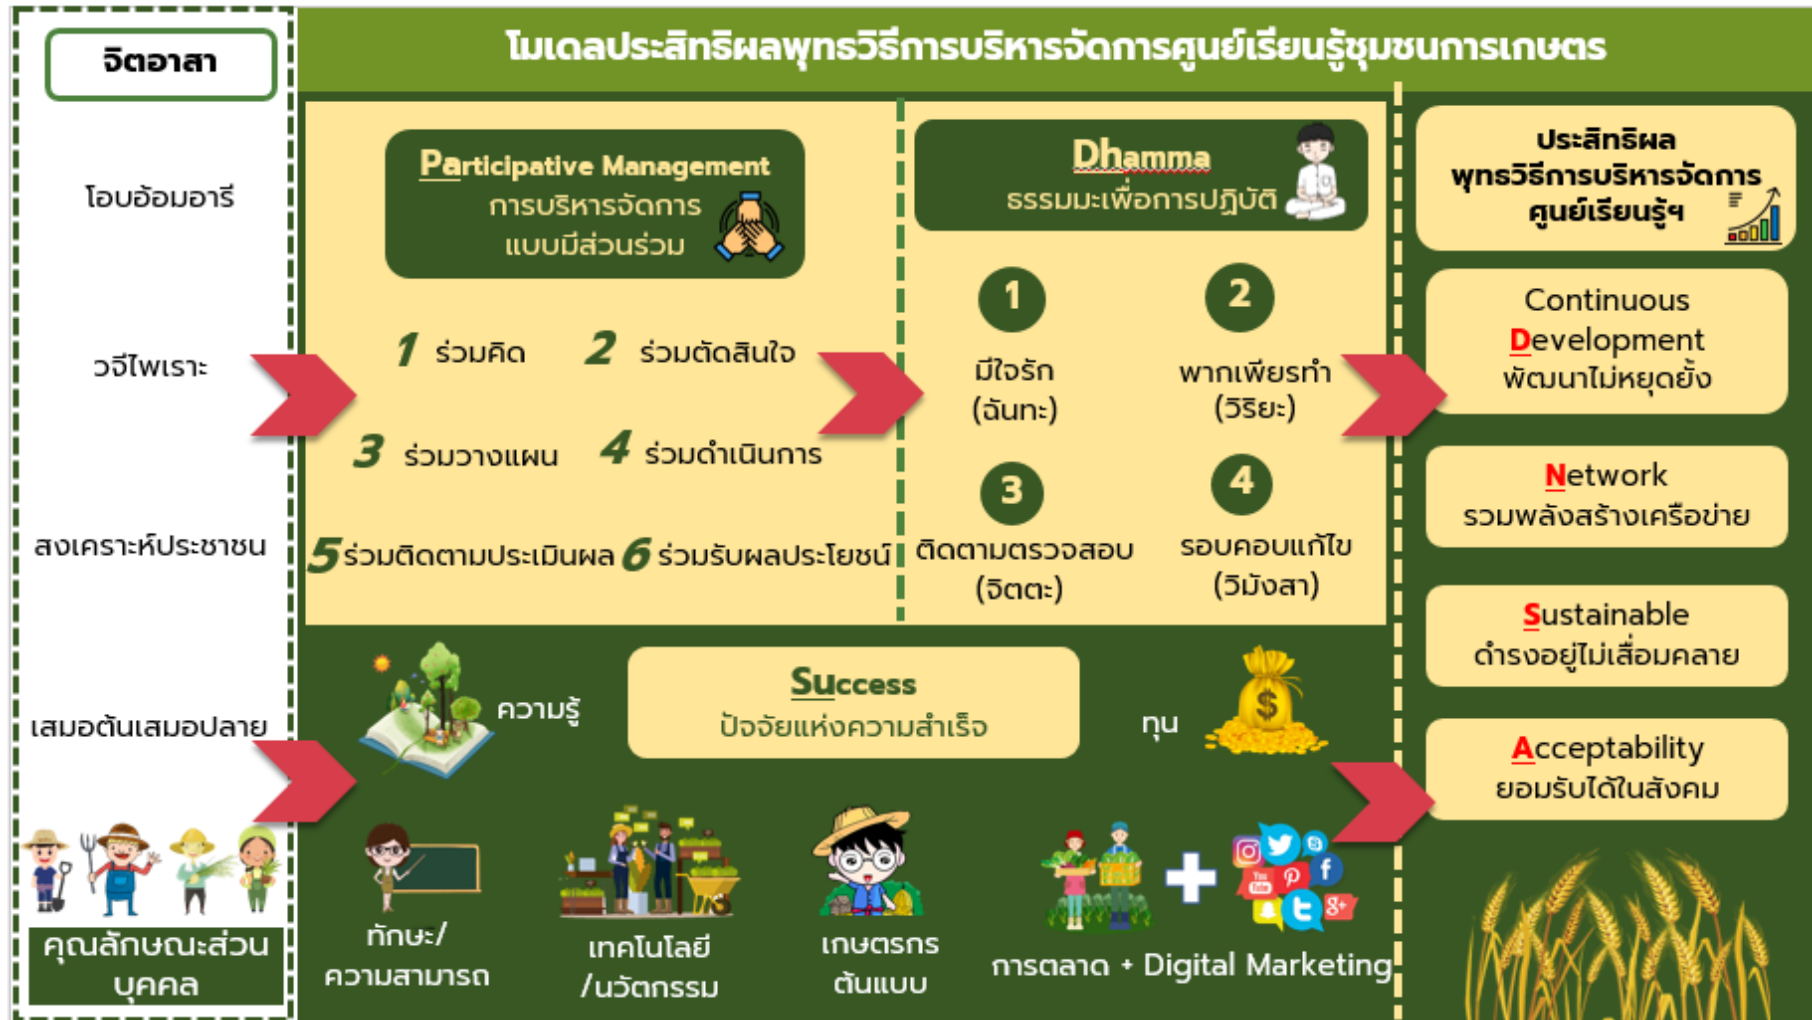 จิตอาสา
โอบอ้อมอารี
วจีไพเราะ
สงเคราะห์ประชาชน
เสมอต้นเสมอปลาย
คุณลักษณะส่วน
บุคคล
โมเดลประสิทธิผลพุทธวิธีการบริหารจัดการศูนย์เรียนรู้ชุมชนการเกษตร
Participative Management
การบริหารจัดการ
แบบมีส่วนร่วม
1 ร่วมคิด
2 ร่วมตัดสินใจ
3 ร่วมวางแผน
4 ร่วมดำเนินการ
5 ร่วมติดตามประเมินผล
6 ร่วมรับผลประโยชน์
Dhamma
ธรรมมะเพื่อการปฏิบัติ
1
มีใจรัก
(ฉันทะ)
2
พากเพียรทำ
(วิริยะ)
3
ติดตามตรวจสอบ
(จิตตะ)
4
รอบคอบแก้ไข
(วิมังสา)
Success
ปัจจัยแห่งความสำเร็จ
ความรู้
ทุน
$
ทักษะ/
ความสามารถ
เทคโนโลยี
/นวัตกรรม
เกษตรกร
ต้นแบบ
You
Tube
g+
การตลาด + Digital Marketing
ประสิทธิผล
พุทธวิธีการบริหารจัดการ
ศูนย์เรียนรู้ฯ
Continuous
Development
พัฒนาไม่หยุดยั้ง
Network
รวมพลังสร้างเครือข่าย
Sustainable
ดำรงอยู่ไม่เสื่อมคลาย
Acceptability
ยอมรับได้ในสังคม